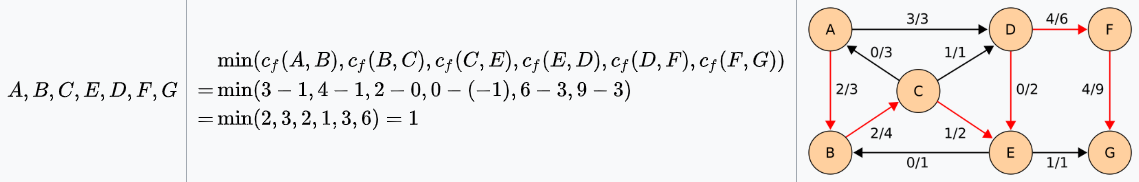 A, B, C, E, D, F, G
min(c_f(A, B), c_f(B, C), c_f(C, E), c_f(E, D), c_f(D, F), c_f(F, G))
= min(3 − 1, 4 − 1, 2 − 0, 0 − (−1), 6 − 3, 9 − 3)
= min(2, 3, 2, 1, 3, 6) = 1
A 3/3 D 4/6 F
0/3 1/1
2/3 C 0/2 4/9
2/4 1/2
B 0/1 E 1/1 G